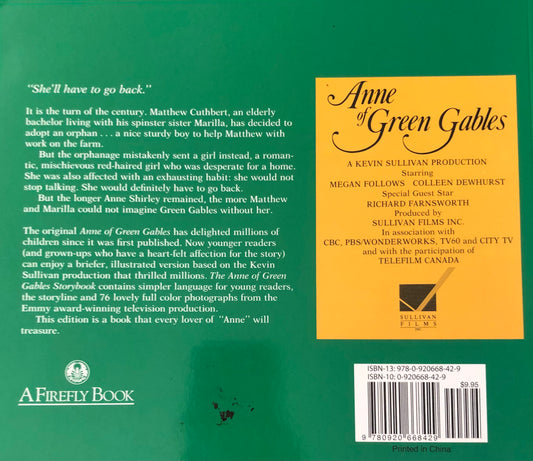 "She'll have to go back."
It is the turn of the century. Matthew Cuthbert, an elderly
bachelor living with his spinster sister Marilla, has decided to
adopt an orphan . . . a nice sturdy boy to help Matthew with
work on the farm.
But the orphanage mistakenly sent a girl instead, a roman-
tic, mischievous red-haired girl who was desperate for a home.
She was also affected with an exhausting habit: she would not
stop talking. She would definitely have to go back.
But the longer Anne Shirley remained, the more Matthew
and Marilla could not imagine Green Gables without her.
The original Anne of Green Gables has delighted millions of
children since it was first published. Now younger readers
(and grown-ups who have a heart-felt affection for the story)
can enjoy a briefer, illustrated version based on the Kevin
Sullivan production that thrilled millions. The Anne of Green
Gables Storybook contains simpler language for young readers,
the storyline and 76 lovely full color photographs from the
Emmy award-winning television production.
This edition is a book that every lover of "Anne" will
treasure.
A FIREFLY BOOK
Anne
of
Green Gables
A KEVIN SULLIVAN PRODUCTION
Starring
MEGAN FOLLOWS COLLEEN DEWHURST
Special Guest Star
RICHARD FARNSWORTH
Produced by
SULLIVAN FILMS INC.
In association with
CBC, PBS/WONDERWORKS, TV60 and CITY TV
and with the participation of
TELEFILM CANADA
SULLIVAN
FILMS
INC.
ISBN-13: 978-0-920668-42-9
ISBN-10: 0-920668-42-9
$9.95
9 780920 668429
Printed in China